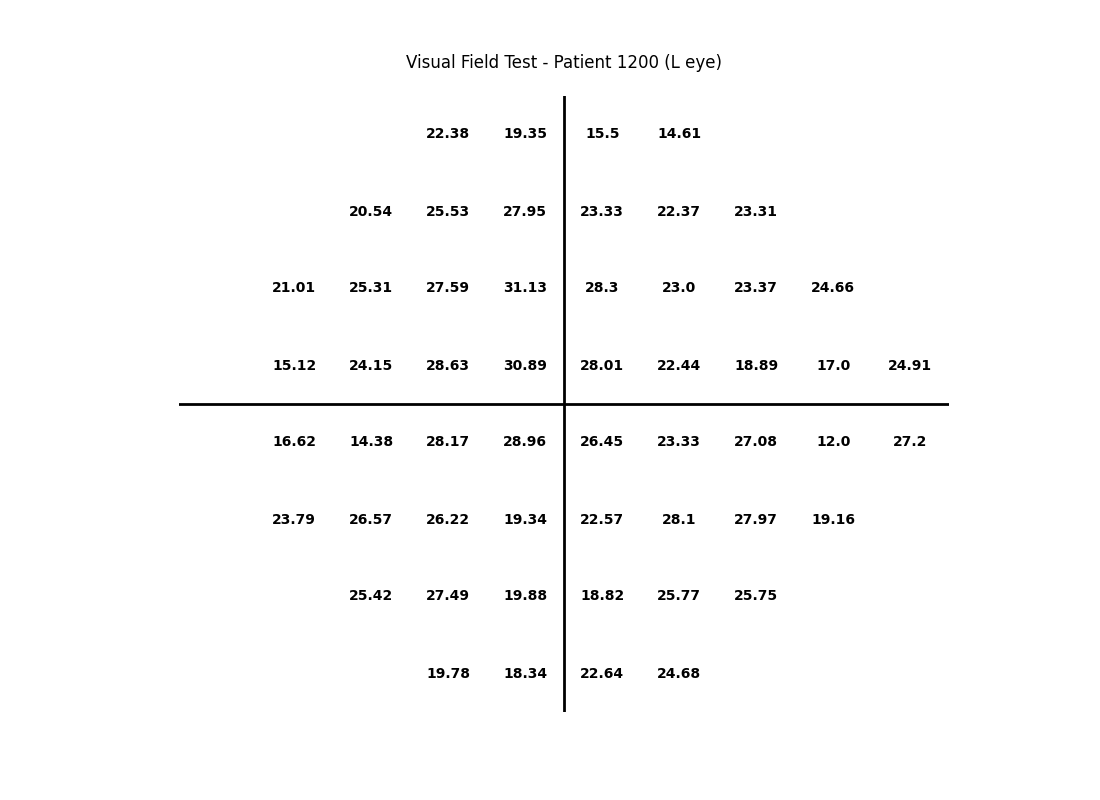 Visual Field Test - Patient 1200 (L eye)
22.38 19.35 15.5 14.61
20.54 25.53 27.95 23.33 22.37 23.31
21.01 25.31 27.59 31.13 28.3 23.0 23.37 24.66
15.12 24.15 28.63 30.89 28.01 22.44 18.89 17.0 24.91
16.62 14.38 28.17 28.96 26.45 23.33 27.08 12.0 27.2
23.79 26.57 26.22 19.34 22.57 28.1 27.97 19.16
25.42 27.49 19.88 18.82 25.77 25.75
19.78 18.34 22.64 24.68